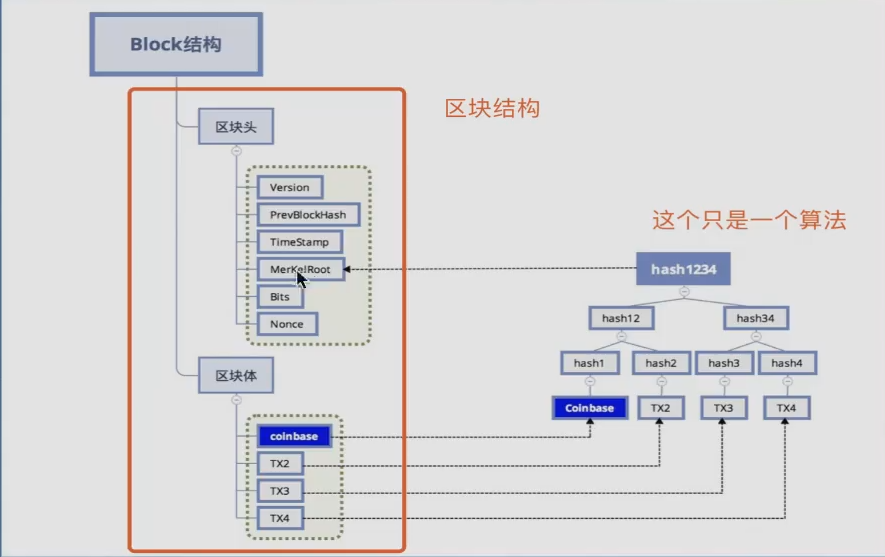 Block结构
区块结构
区块头
Version
PrevBlockHash
TimeStamp
MerKelRoot
Bits
Nonce
区块体
coinbase
TX2
TX3
TX4
这个只是一个算法
hash1234
hash12
hash34
hash1
hash2
hash3
hash4
Coinbase
TX2
TX3
TX4